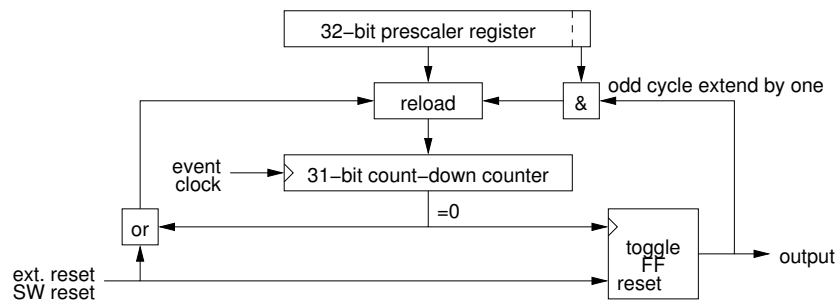 32−bit prescaler register
odd cycle extend by one
reload
&
event
clock
31−bit count−down counter
=0
or
toggle
FF
reset
output
ext. reset
SW reset